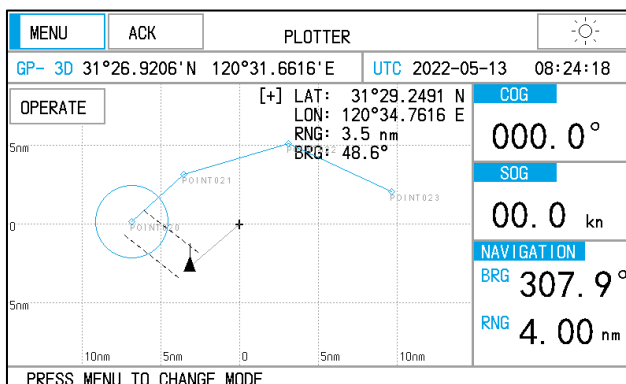 MENU ACK PLOTTER
GP- 3D 31°26.9206'N 120°31.6616'E UTC 2022-05-13 08:24:18
OPERATE
[+] LAT: 31°29.2491 N
LON: 120°34.7616 E
RNG: 3.5 nm
BRG: 48.6°
COG
000.0°
SOG
00.0 kn
NAVIGATION
BRG 307.9°
RNG 4.00 nm
5nm
0
5nm
POINT021
POINT023
10nm 5nm 0 5nm 10nm
PRESS MENU TO CHANGE MODE